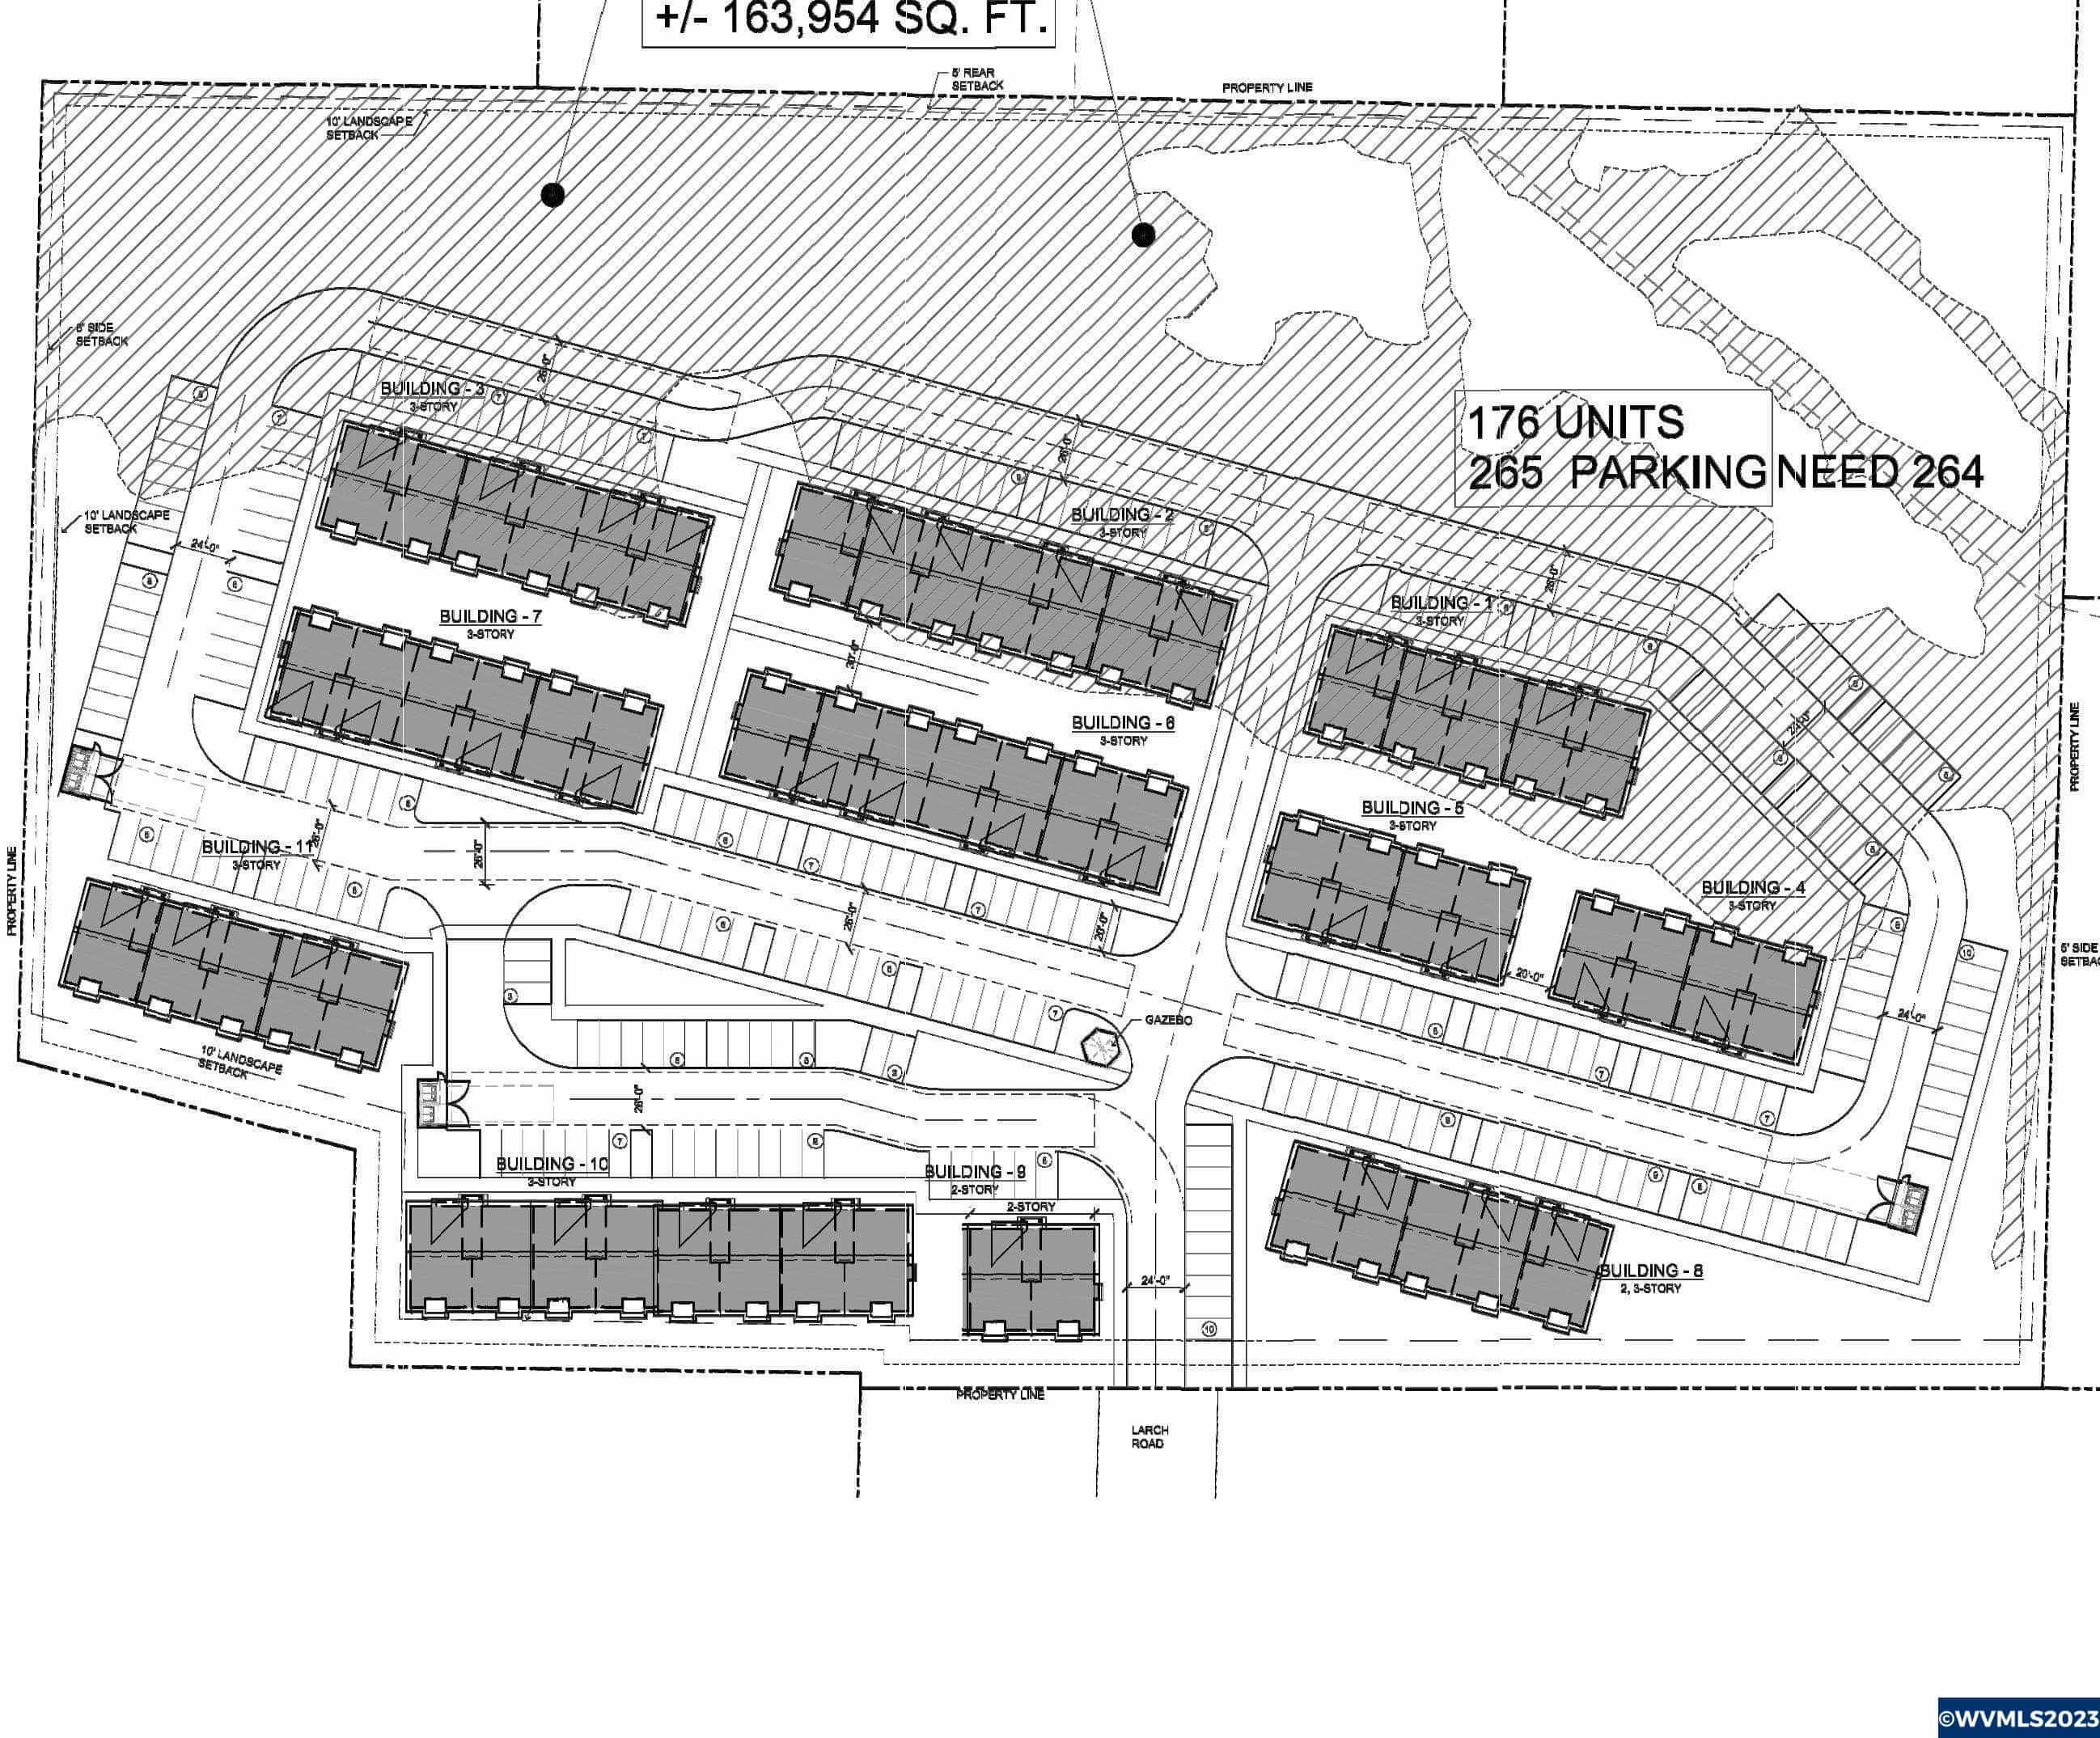 +/- 163,954 SQ. FT.
5' REAR
SETBACK
PROPERTY LINE
10' LANDSCAPE
SETBACK
5' SIDE
SETBACK
BUILDING - 3
3-STORY
26'-0"
176 UNITS
265 PARKING NEED 264
10' LANDSCAPE
SETBACK
24'-0"
BUILDING - 2
3-STORY
26'-0"
BUILDING - 1
3-STORY
26'-0"
BUILDING - 7
3-STORY
20'-0"
BUILDING - 6
3-STORY
PROPERTY LINE
BUILDING - 5
3-STORY
BUILDING - 11
3-STORY
26'-0"
26'-0"
BUILDING - 4
3-STORY
PROPERTY LINE
26'-0"
20'-0"
20'-0"
5' SIDE
24'-0"
GAZEBO
10' LANDSCAPE
SETBACK
26'-0"
BUILDING - 10
3-STORY
BUILDING - 9
2-STORY
2-STORY
24'-0"
BUILDING - 8
2, 3-STORY
10
10
PROPERTY LINE
LARCH
ROAD
©WVMLS2023